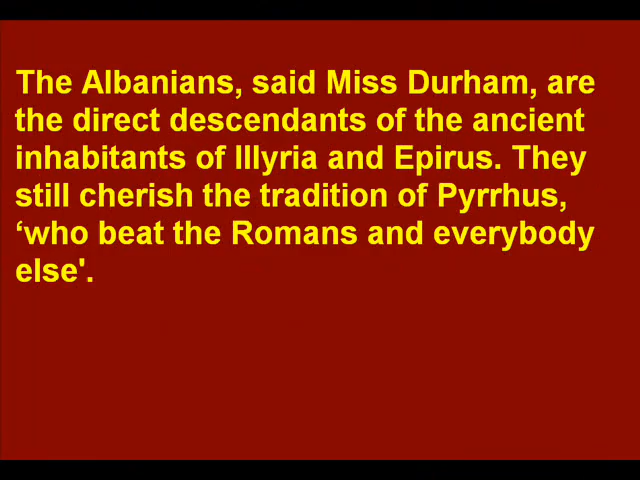 The Albanians, said Miss Durham, are
the direct descendants of the ancient
inhabitants of Illyria and Epirus. They
still cherish the tradition of Pyrrhus,
‘who beat the Romans and everybody
else'.